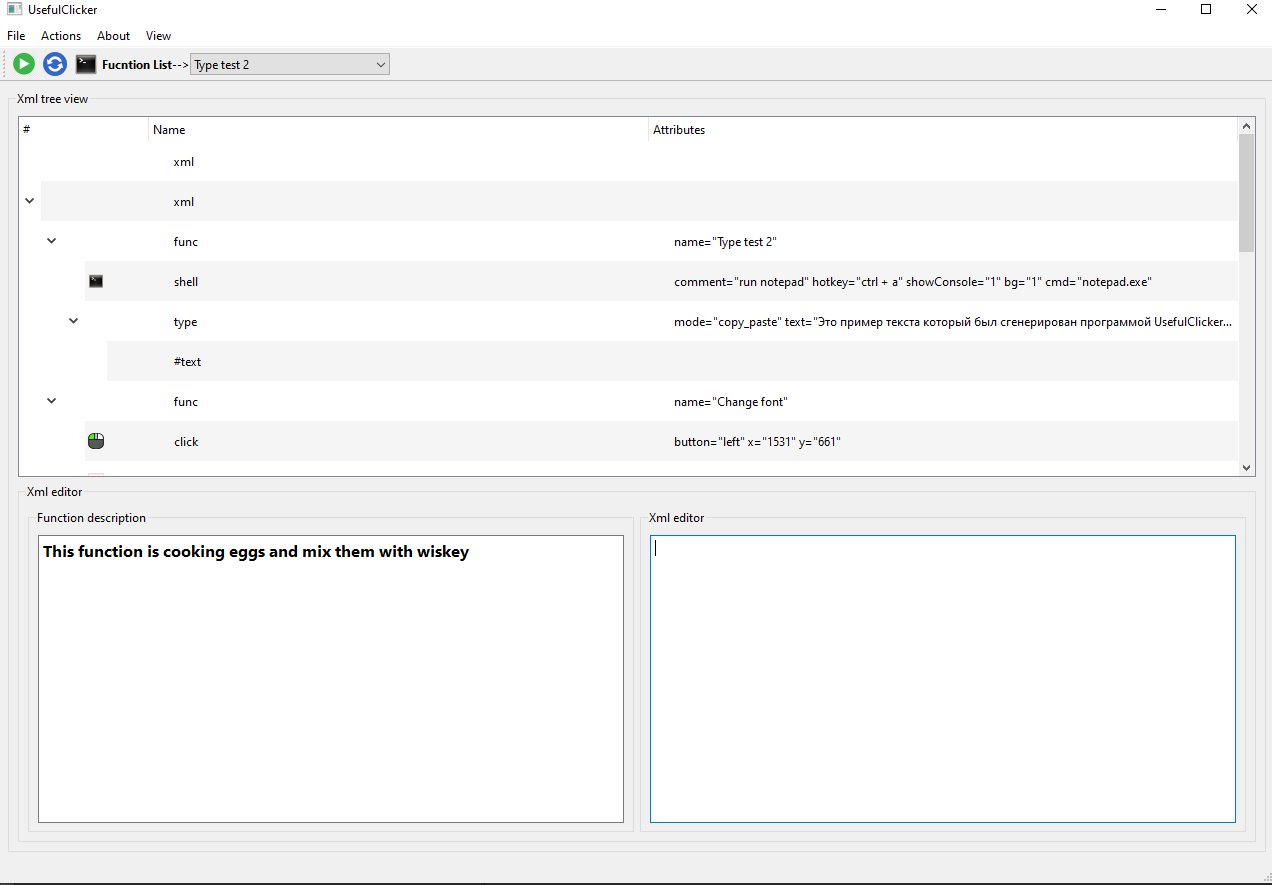 UsefulClicker
File Actions About View
Fucntion List--> Type test 2
Xml tree view
# Name Attributes
xml
xml
func name="Type test 2"
shell comment="run notepad" hotkey="ctrl + a" showConsole="1" bg="1" cmd="notepad.exe"
type mode="copy_paste" text="Это пример текста который был сгенерирован программой UsefulClicker...
#text
func name="Change font"
click button="left" x="1531" y="661"
Xml editor
Function description
This function is cooking eggs and mix them with wiskey
Xml editor